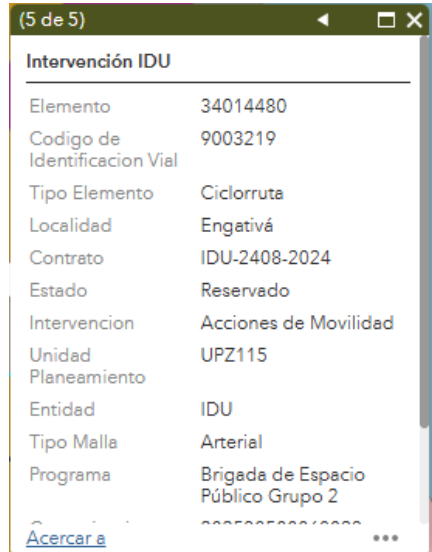 (5 de 5)
Intervención IDU
Elemento 34014480
Codigo de 9003219
Identificacion Vial
Tipo Elemento Ciclorruta
Localidad Engativá
Contrato IDU-2408-2024
Estado Reservado
Intervencion Acciones de Movilidad
Unidad UPZ115
Planeamiento
Entidad IDU
Tipo Malla Arterial
Programa Brigada de Espacio
Público Grupo 2
Acercar a